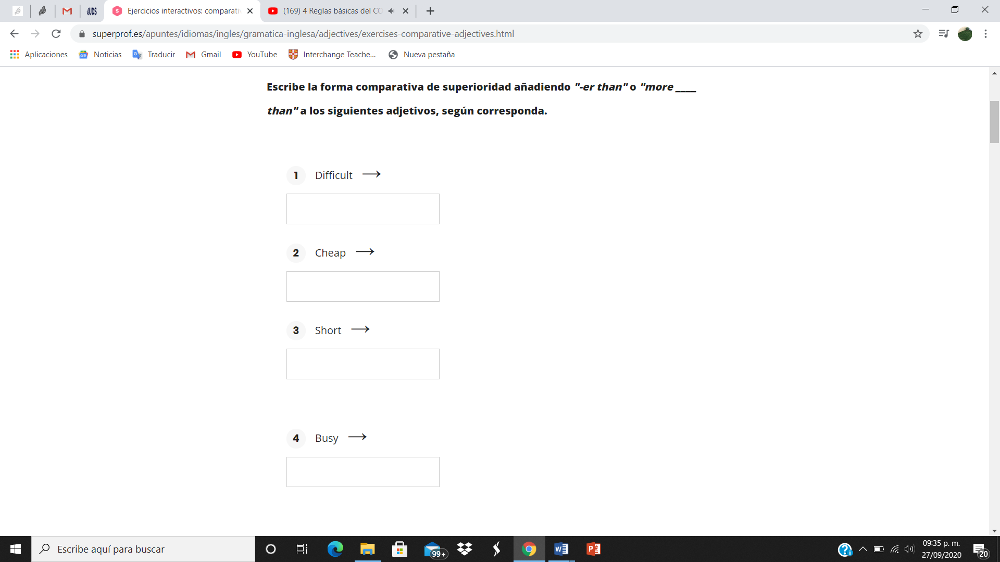 UDS
Ejercicios interactivos: comparati
(169) 4 Reglas básicas del CO
superprof.es/apuntes/idiomas/ingles/gramatica-inglesa/adjectives/exercises-comparative-adjectives.html
Aplicaciones
Noticias
Traducir
Gmail
YouTube
Interchange Teache...
Nueva pestaña
Escribe la forma comparativa de superioridad añadiendo "-er than" o "more ____
than" a los siguientes adjetivos, según corresponda.
1 Difficult →
2 Cheap →
3 Short →
4 Busy →
Escribe aquí para buscar
99+
09:35 p. m.
27/09/2020
20